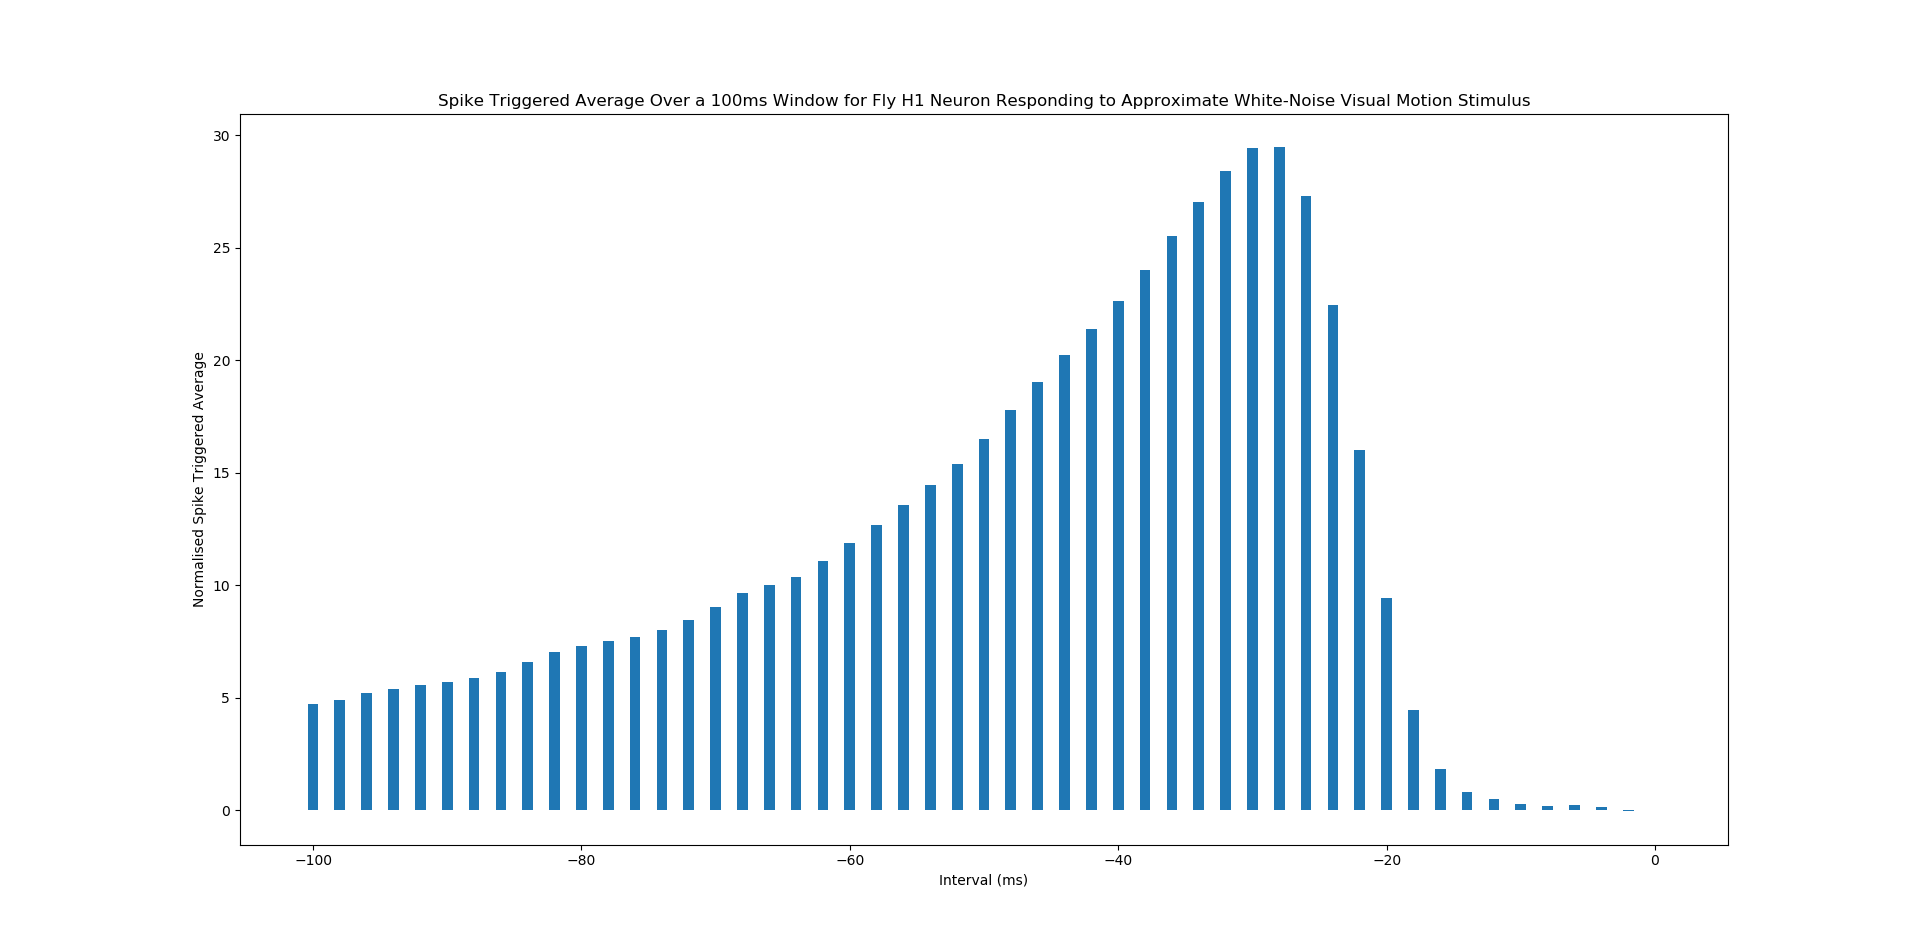 Spike Triggered Average Over a 100ms Window for Fly H1 Neuron Responding to Approximate White-Noise Visual Motion Stimulus
Normalised Spike Triggered Average
30
25
20
15
10
5
0
−100 −80 −60 −40 −20 0
Interval (ms)